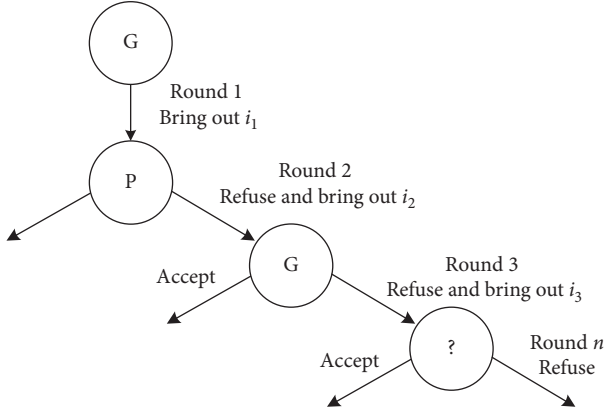 G
Round 1
Bring out i₁
P
Round 2
Refuse and bring out i₂
Accept
G
Round 3
Refuse and bring out i₃
Accept
?
Round n
Refuse